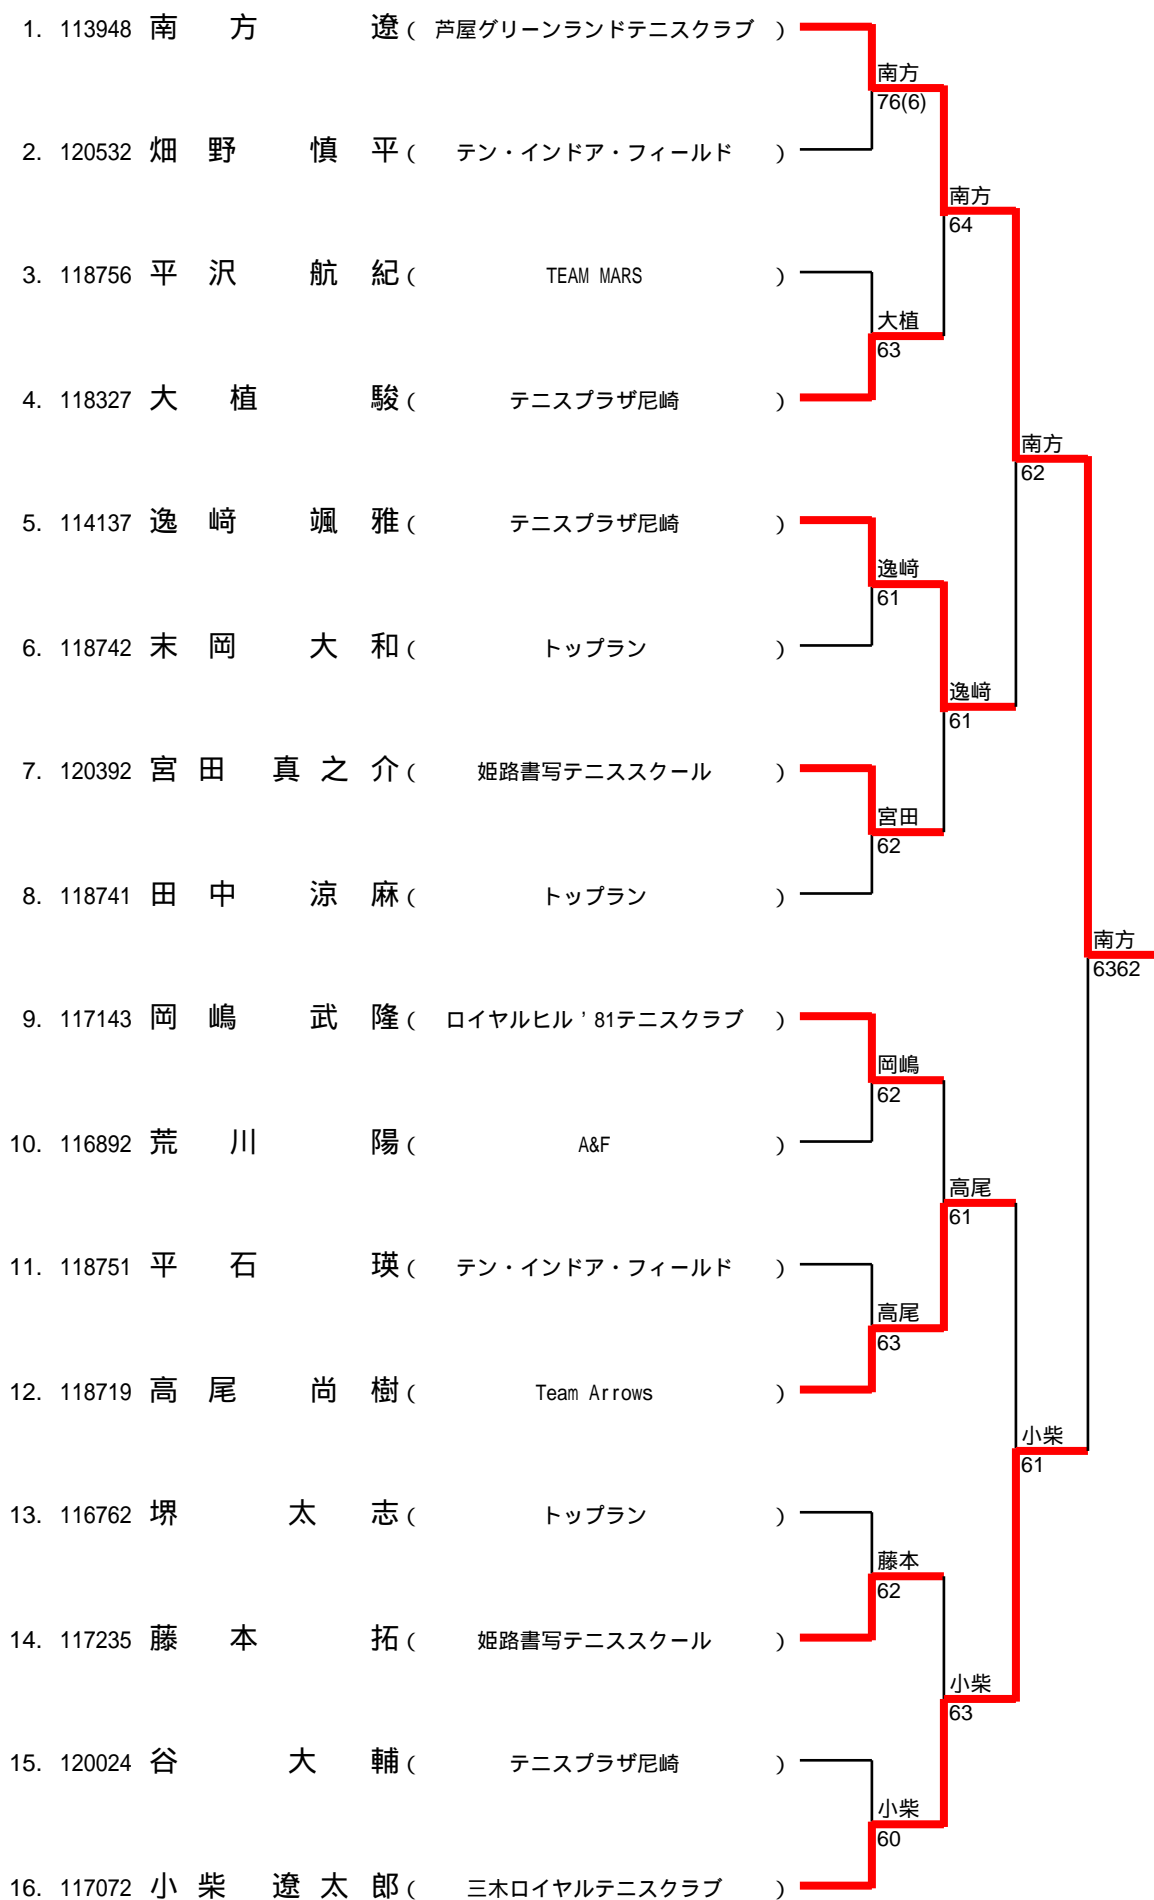 1. 113948 南方 遼 ( 芦屋グリーンランドテニスクラブ )
南方
76(6)
2. 120532 畑野 慎平 ( テン・インドア・フィールド )
南方
64
3. 118756 平沢 航紀 ( TEAM MARS )
大植
63
4. 118327 大植 駿 ( テニスプラザ尼崎 )
南方
62
5. 114137 逸﨑 颯雅 ( テニスプラザ尼崎 )
逸﨑
61
6. 118742 末岡 大和 ( トップラン )
逸﨑
61
7. 120392 宮田 真之介 ( 姫路書写テニススクール )
宮田
62
8. 118741 田中 涼麻 ( トップラン )
南方
6362
9. 117143 岡嶋 武隆 ( ロイヤルヒル'81テニスクラブ )
岡嶋
62
10. 116892 荒川 陽 ( A&F )
高尾
61
11. 118751 平石 瑛 ( テン・インドア・フィールド )
高尾
63
12. 118719 高尾 尚樹 ( Team Arrows )
小柴
61
13. 116762 堺 太志 ( トップラン )
藤本
62
14. 117235 藤本 拓 ( 姫路書写テニススクール )
小柴
63
15. 120024 谷 大輔 ( テニスプラザ尼崎 )
小柴
60
16. 117072 小柴 遼太郎 ( 三木ロイヤルテニスクラブ )